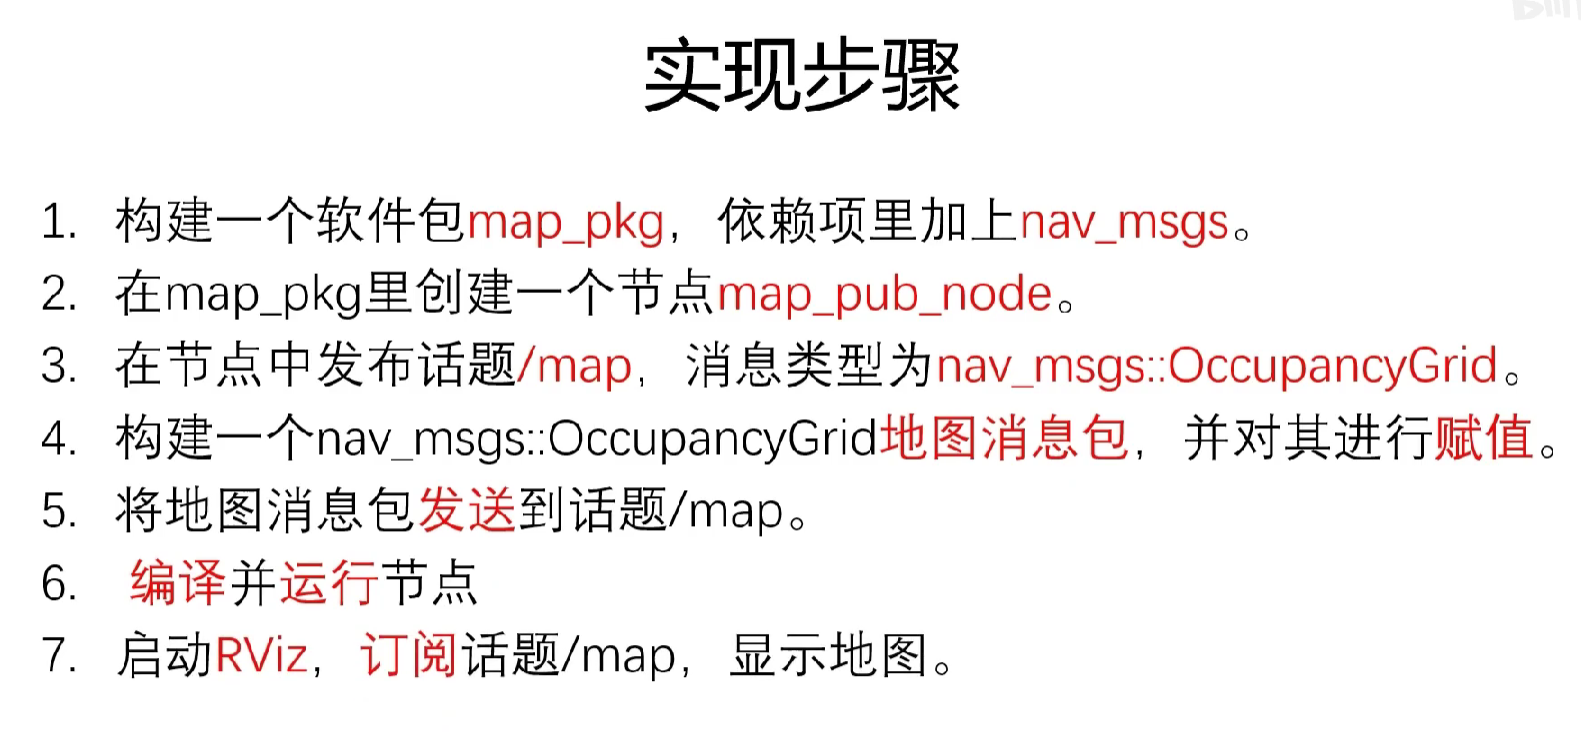 实现步骤
1. 构建一个软件包map_pkg，依赖项里加上nav_msgs。
2. 在map_pkg里创建一个节点map_pub_node。
3. 在节点中发布话题/map，消息类型为nav_msgs::OccupancyGrid。
4. 构建一个nav_msgs::OccupancyGrid地图消息包，并对其进行赋值。
5. 将地图消息包发送到话题/map。
6. 编译并运行节点
7. 启动RViz，订阅话题/map，显示地图。